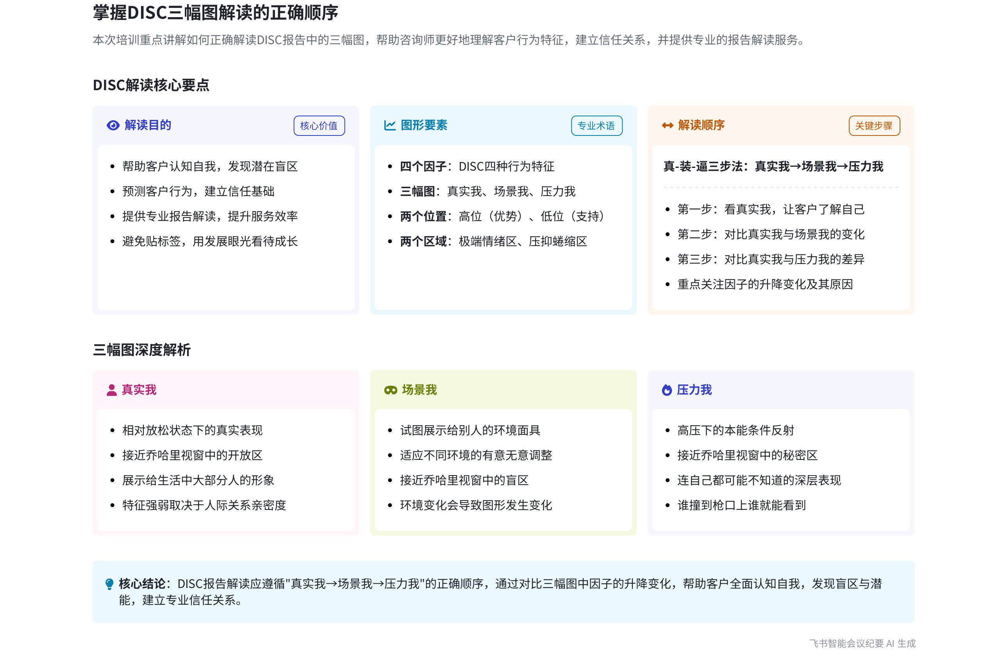 掌握DISC三幅图解读的正确顺序
本次培训重点讲解如何正确解读DISC报告中的三幅图，帮助咨询师更好地理解客户行为特征，建立信任关系，并提供专业的报告解读服务。
DISC解读核心要点
解读目的
核心价值
帮助客户认知自我，发现潜在盲区
预测客户行为，建立信任基础
提供专业报告解读，提升服务效率
避免贴标签，用发展眼光看待成长
图形要素
专业术语
四个因子：DISC四种行为特征
三幅图：真实我、场景我、压力我
两个位置：高位（优势）、低位（支持）
两个区域：极端情绪区、压抑蜷缩区
解读顺序
关键步骤
真-装-逼三步法：真实我→场景我→压力我
第一步：看真实我，让客户了解自己
第二步：对比真实我与场景我的变化
第三步：对比真实我与压力我的差异
重点关注因子的升降变化及其原因
三幅图深度解析
真实我
相对放松状态下的真实表现
接近乔哈里视窗中的开放区
展示给生活中大部分人的形象
特征强弱取决于人际关系亲密度
场景我
试图展示给别人的环境面具
适应不同环境的有意无意调整
接近乔哈里视窗中的盲区
环境变化会导致图形发生变化
压力我
高压下的本能条件反射
接近乔哈里视窗中的秘密区
连自己都可能不知道的深层表现
谁撞到枪口上谁就能看到
核心结论：DISC报告解读应遵循"真实我→场景我→压力我"的正确顺序，通过对比三幅图中因子的升降变化，帮助客户全面认知自我，发现盲区与潜
能，建立专业信任关系。
飞书智能会议纪要 AI 生成